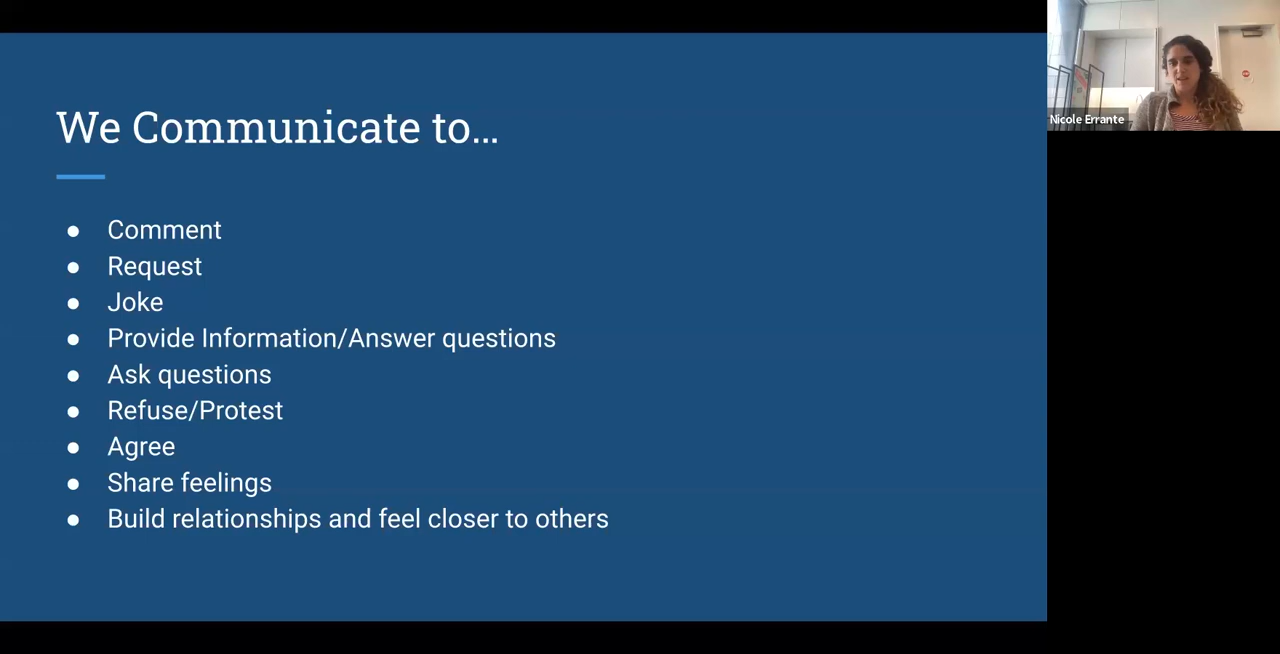 We Communicate to...
● Comment
● Request
● Joke
● Provide Information/Answer questions
● Ask questions
● Refuse/Protest
● Agree
● Share feelings
● Build relationships and feel closer to others
Nicole Errante